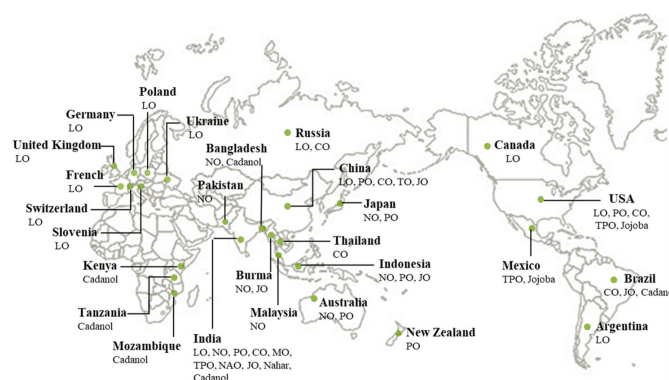 Poland
LO
Germany
LO
Ukraine
LO
United Kingdom
LO
French
LO
Switzerland
LO
Slovenia
LO
Bangladesh
NO, Cadanol
Pakistan
NO
Russia
LO, CO
China
LO, PO, CO, TO, JO
Japan
NO, PO
Thailand
CO
Indonesia
NO, PO, JO
Burma
NO, JO
Malaysia
NO
Australia
NO, PO
New Zealand
PO
Kenya
Cadanol
Tanzania
Cadanol
Mozambique
Cadanol
India
LO, NO, PO, CO, MO,
TPO, NAO, JO, Nahar,
Cadanol
Canada
LO
USA
LO, PO, CO,
TPO, Jojoba
Mexico
TPO, Jojoba
Brazil
CO, JO, Cadano
Argentina
LO